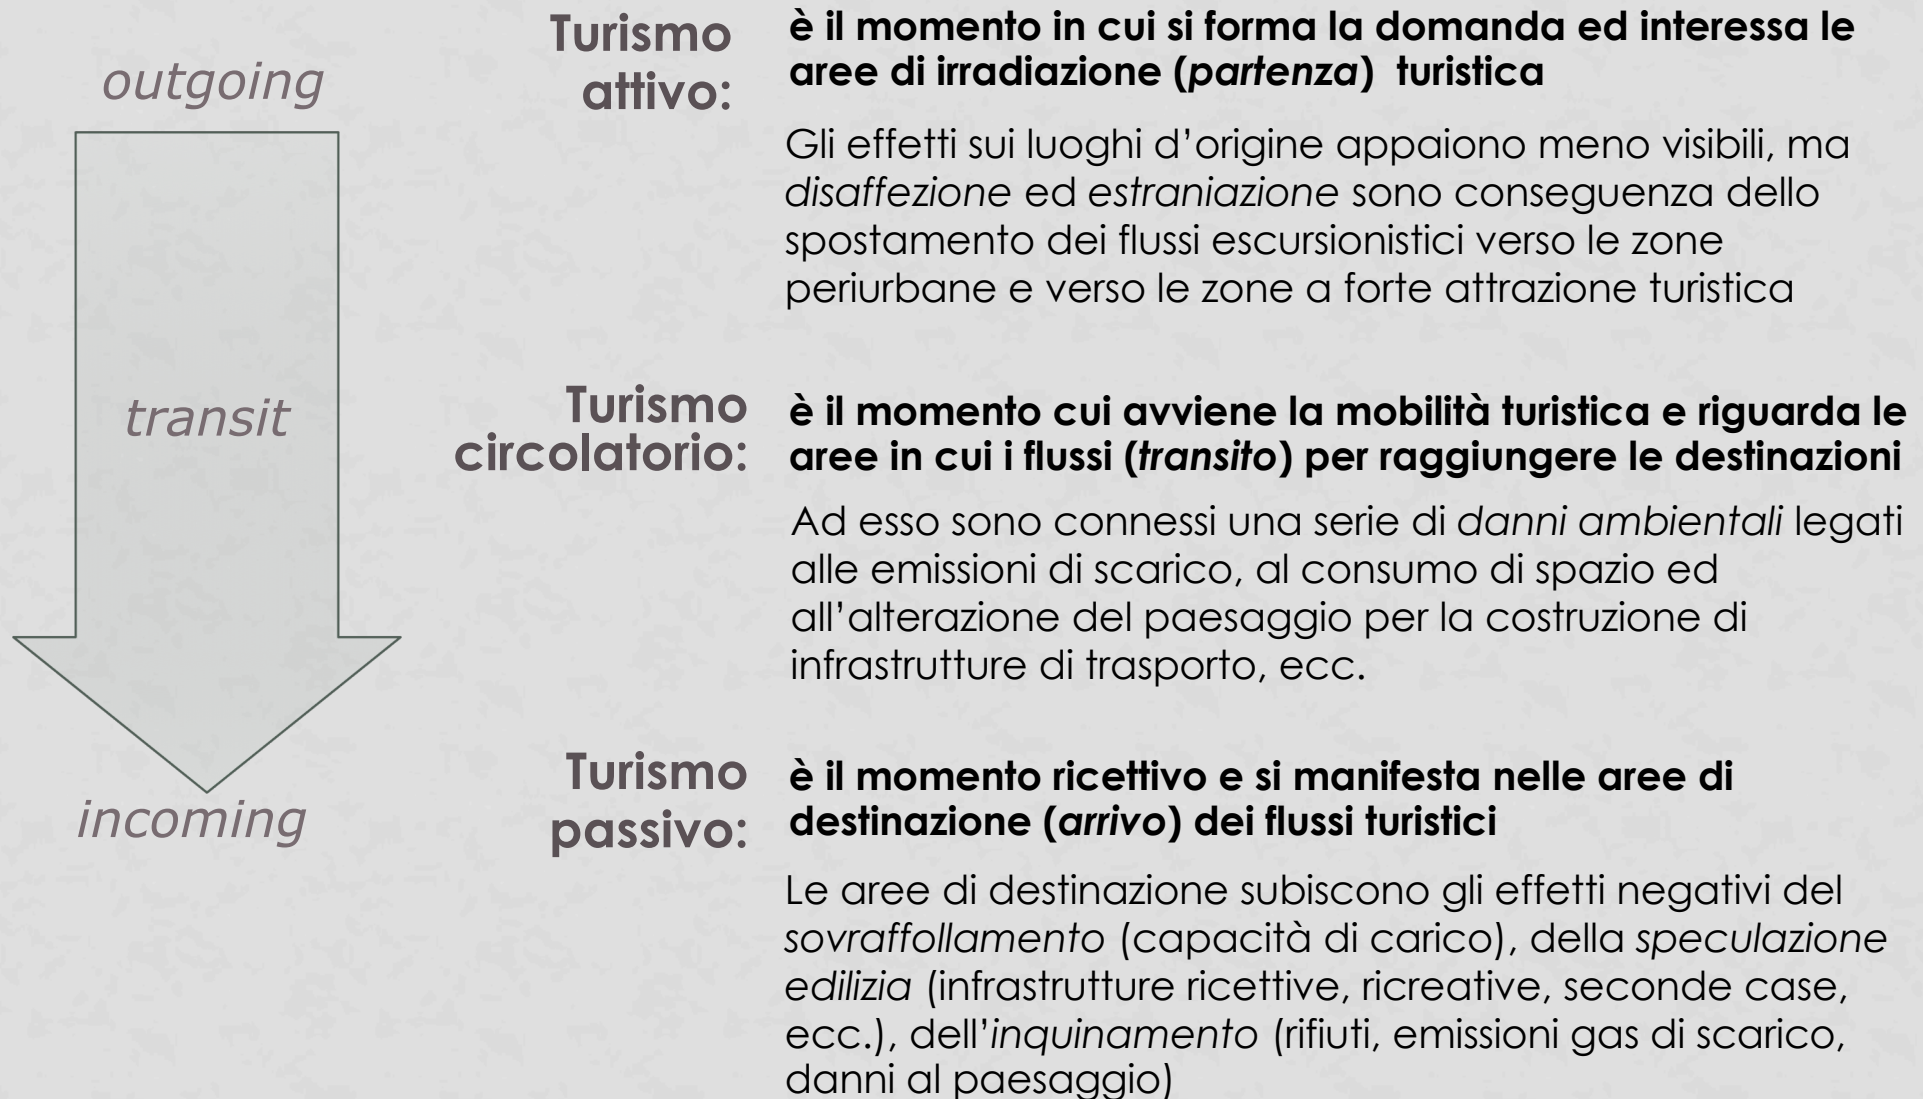 outgoing
Turismo
attivo:
è il momento in cui si forma la domanda ed interessa le
aree di irradiazione (partenza) turistica
Gli effetti sui luoghi d’origine appaiono meno visibili, ma
disaffezione ed estraniazione sono conseguenza dello
spostamento dei flussi escursionistici verso le zone
periurbane e verso le zone a forte attrazione turistica
transit
Turismo
circolatorio:
è il momento cui avviene la mobilità turistica e riguarda le
aree in cui i flussi (transito) per raggiungere le destinazioni
Ad esso sono connessi una serie di danni ambientali legati
alle emissioni di scarico, al consumo di spazio ed
all’alterazione del paesaggio per la costruzione di
infrastrutture di trasporto, ecc.
incoming
Turismo
passivo:
è il momento ricettivo e si manifesta nelle aree di
destinazione (arrivo) dei flussi turistici
Le aree di destinazione subiscono gli effetti negativi del
sovraffollamento (capacità di carico), della speculazione
edilizia (infrastrutture ricettive, ricreative, seconde case,
ecc.), dell’inquinamento (rifiuti, emissioni gas di scarico,
danni al paesaggio)